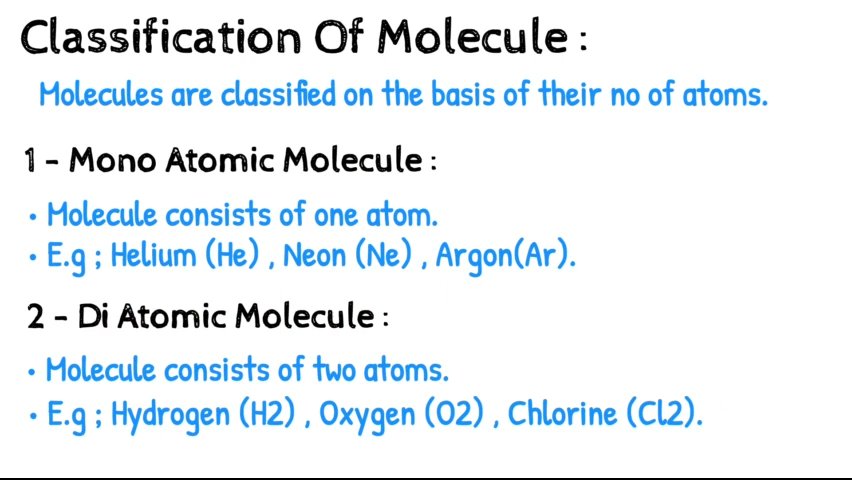 Classification Of Molecule :
Molecules are classified on the basis of their no of atoms.
1 - Mono Atomic Molecule :
• Molecule consists of one atom.
• E.g ; Helium (He) , Neon (Ne) , Argon(Ar).
2 - Di Atomic Molecule :
• Molecule consists of two atoms.
• E.g ; Hydrogen (H2) , Oxygen (O2) , Chlorine (Cl2).